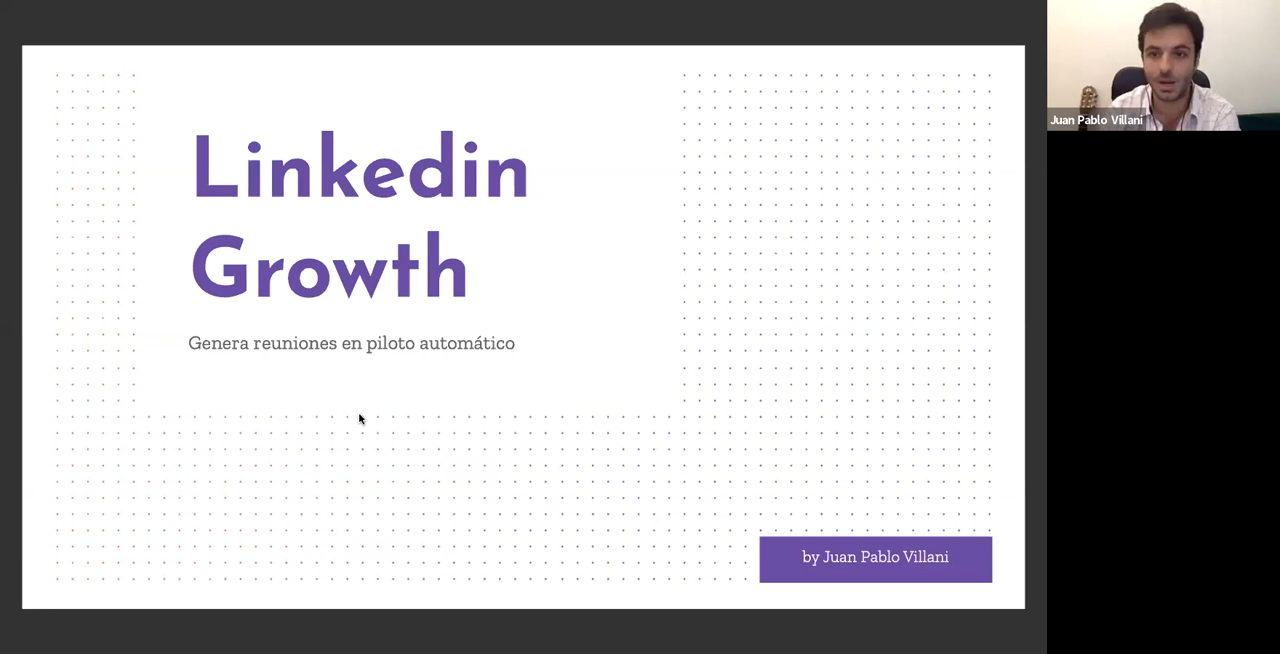 Linkedin
Growth
Genera reuniones en piloto automático
by Juan Pablo Villani
Juan Pablo Villani